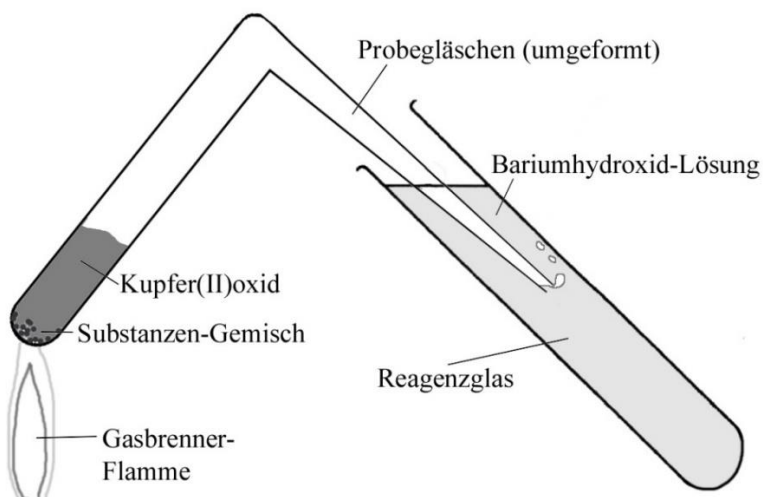 Probegläschen (umgeformt)
Bariumhydroxid-Lösung
Kupfer(II)oxid
Substanzen-Gemisch
Reagenzglas
Gasbrenner-
Flamme